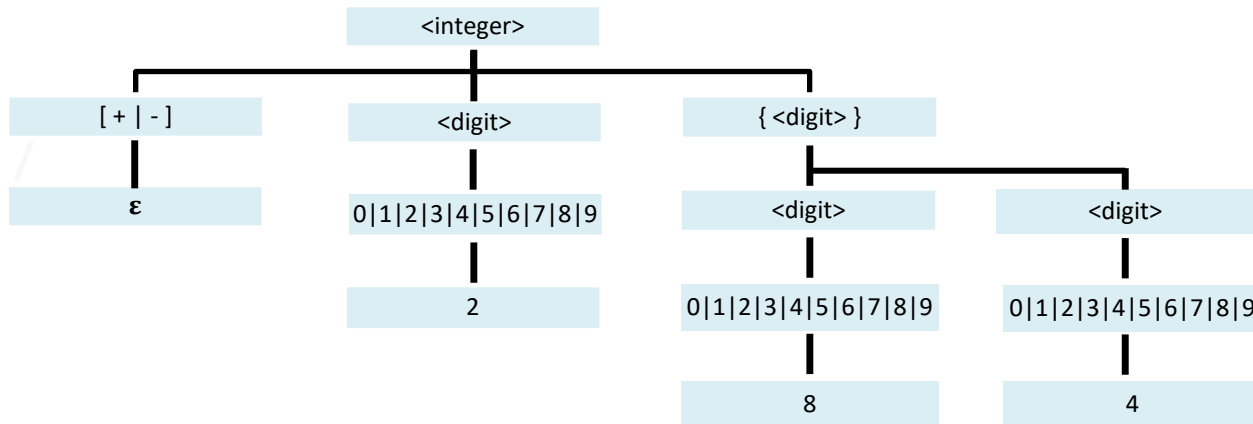 <integer>
[ + | - ]
<digit>
{ <digit> }
ε
0|1|2|3|4|5|6|7|8|9
<digit>
<digit>
2
0|1|2|3|4|5|6|7|8|9
0|1|2|3|4|5|6|7|8|9
8
4